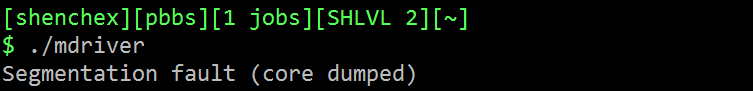 [shenchex][pbbs][1 jobs][SHLVL 2][~]
$ ./mdriver
Segmentation fault (core dumped)